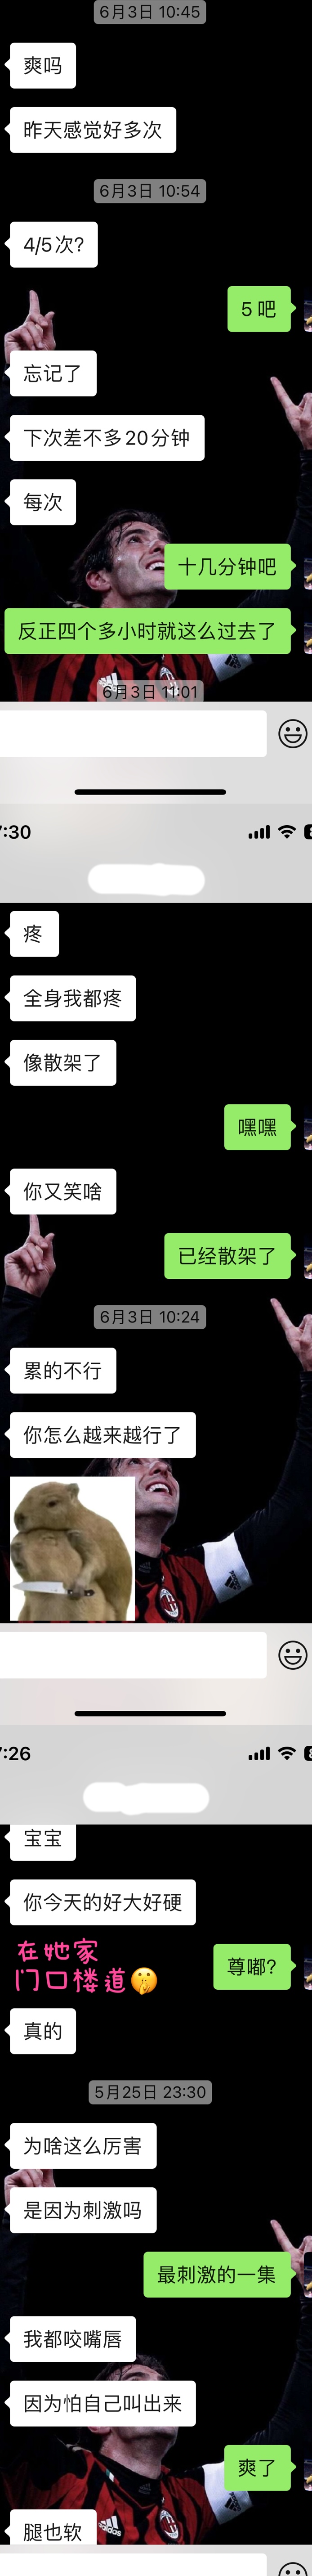 6月3日 10:45
爽吗
昨天感觉好多次
6月3日 10:54
4/5次?
5吧
忘记了
下次差不多20分钟
每次
十几分钟吧
反正四个多小时就这么过去了
6月3日 11:01
:30
疼
全身我都疼
像散架了
嘿嘿
你又笑啥
已经散架了
6月3日 10:24
累的不行
你怎么越来越行了
:26
宝宝
你今天的好大好硬
在她家
门口楼道
尊嘟?
真的
5月25日 23:30
为啥这么厉害
是因为刺激吗
最刺激的一集
我都咬嘴唇
因为怕自己叫出来
爽了
腿也软
adidas